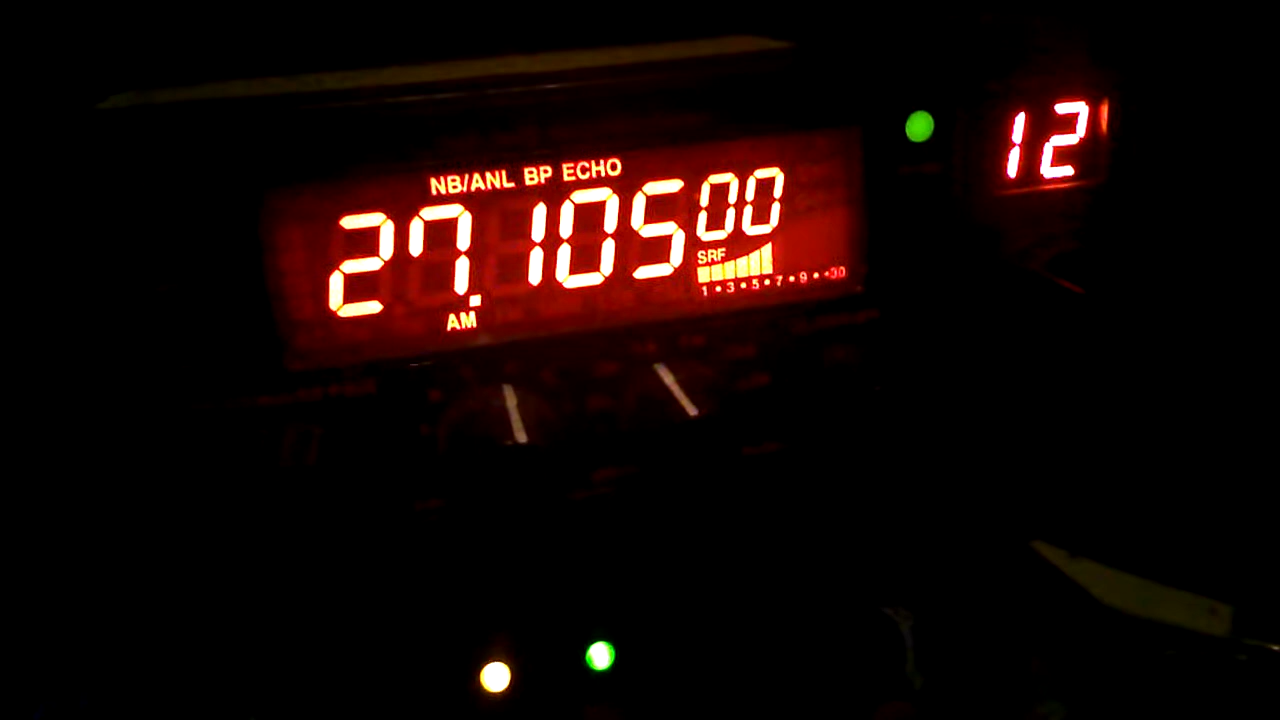 NB/ANL BP ECHO
27.10500
SRF
1 • 3 • 5 • 7 • 9 • +30
AM
12